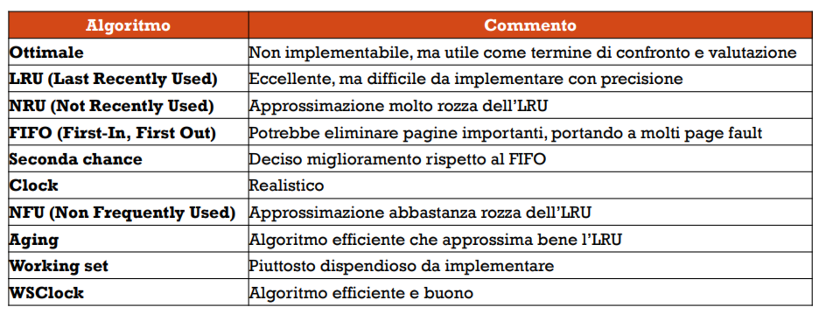 Algoritmo Commento
Ottimale Non implementabile, ma utile come termine di confronto e valutazione
LRU (Last Recently Used) Eccellente, ma difficile da implementare con precisione
NRU (Not Recently Used) Approssimazione molto rozza dell'LRU
FIFO (First-In, First Out) Potrebbe eliminare pagine importanti, portando a molti page fault
Seconda chance Deciso miglioramento rispetto al FIFO
Clock Realistico
NFU (Non Frequently Used) Approssimazione abbastanza rozza dell'LRU
Aging Algoritmo efficiente che approssima bene l'LRU
Working set Piuttosto dispendioso da implementare
WSClock Algoritmo efficiente e buono